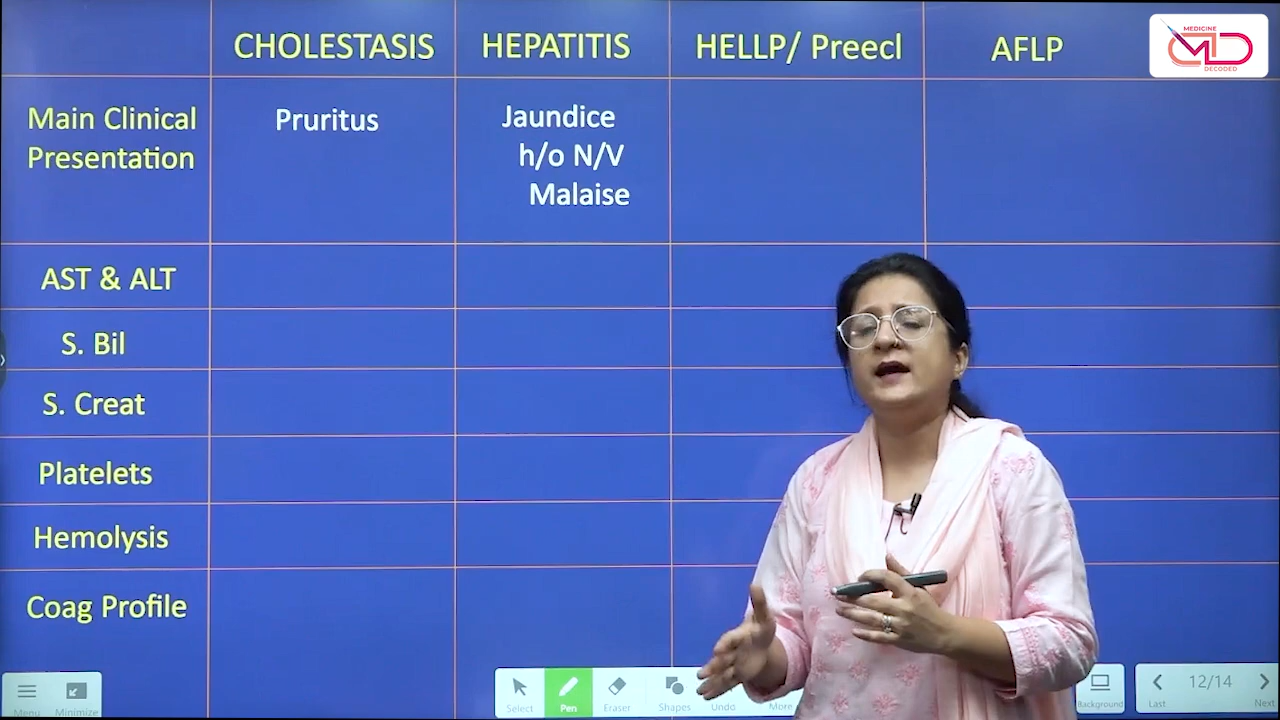 CHOLESTASIS HEPATITIS HELLP/ Preecl AFLP
MEDICINE
MD
DECODED
Main Clinical
Presentation
Pruritus
Jaundice
h/o N/V
Malaise
AST & ALT
S. Bil
S. Creat
Platelets
Hemolysis
Coag Profile
Menu Minimize
Select Pen Eraser Shapes Undo More
Background
12/14
Last Next